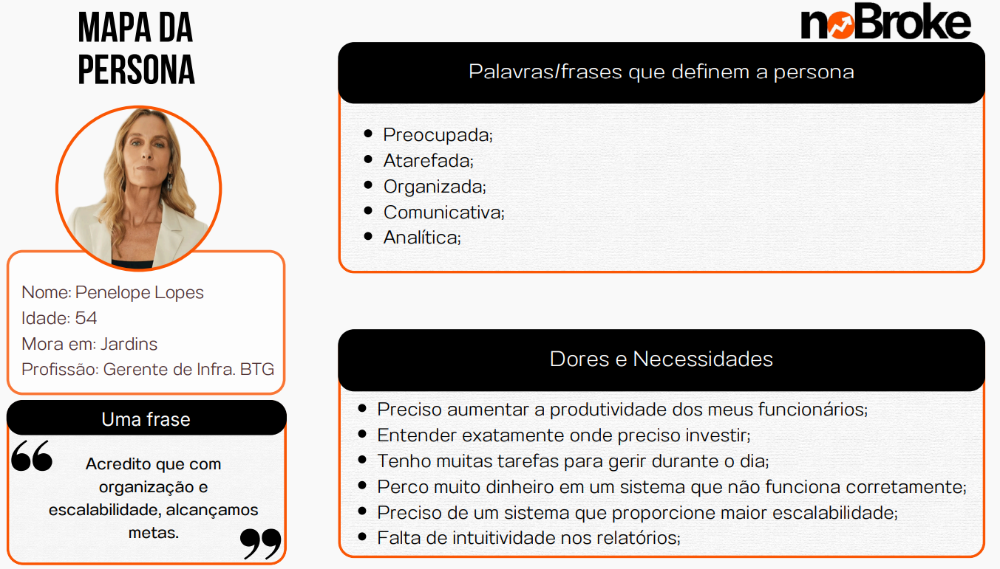 MAPA DA
PERSONA
Nome: Penelope Lopes
Idade: 54
Mora em: Jardins
Profissão: Gerente de Infra. BTG
Uma frase
“
Acredito que com
organização e
escalabilidade, alcançamos
metas.
”
noBroke
Palavras/frases que definem a persona
• Preocupada;
• Atarefada;
• Organizada;
• Comunicativa;
• Analítica;
Dores e Necessidades
• Preciso aumentar a produtividade dos meus funcionários;
• Entender exatamente onde preciso investir;
• Tenho muitas tarefas para gerir durante o dia;
• Perco muito dinheiro em um sistema que não funciona corretamente;
• Preciso de um sistema que proporcione maior escalabilidade;
• Falta de intuitividade nos relatórios;